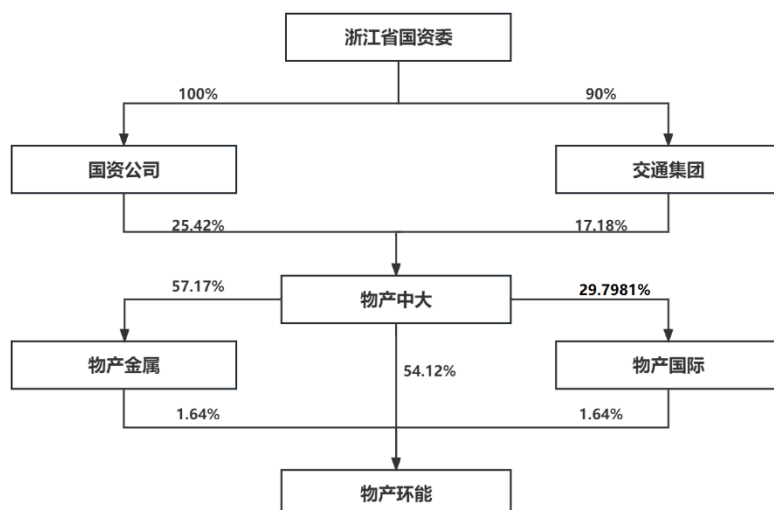 浙江省国资委
100%
90%
国资公司
交通集团
25.42%
17.18%
物产中大
57.17%
29.7981%
物产金属
54.12%
物产国际
1.64%
1.64%
物产环能